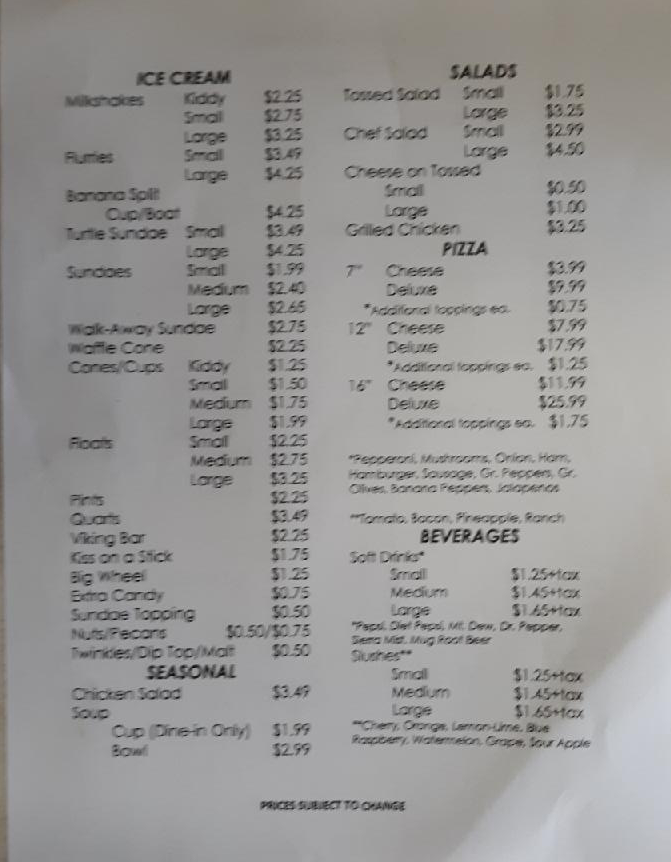 ICE CREAM
Milkshakes Kiddy $2.25
Small $2.75
Large $3.25
Flurries Small $3.49
Large $4.25
Banana Split
Cup/Boat $4.25
Turtle Sundae Small $3.49
Large $4.25
Sundaes Small $1.99
Medium $2.40
Large $2.65
Walk-Away Sundae $2.75
Waffle Cone $2.25
Cones/Cups Kiddy $1.25
Small $1.50
Medium $1.75
Large $1.99
Floats Small $2.25
Medium $2.75
Large $3.25
Pints $2.25
Quarts $3.49
Viking Bar $2.25
Kiss on a Stick $1.75
Big Wheel $1.25
Extra Candy $0.75
Sundae Topping $0.50
Nuts/Pecans $0.50/$0.75
Twinkles/Dip Top/Malt $0.50
SEASONAL
Chicken Salad $3.49
Soup
Cup (Dine-in Only) $1.99
Bowl $2.99
SALADS
Tossed Salad Small $1.75
Large $3.25
Chef Salad Small $2.99
Large $4.50
Cheese on Tossed
Small $0.50
Large $1.00
Grilled Chicken $3.25
PIZZA
7" Cheese $3.99
Deluxe $9.99
*Additional toppings ea. $0.75
12" Cheese $7.99
Deluxe $17.99
*Additional toppings ea. $1.25
16" Cheese $11.99
Deluxe $25.99
*Additional toppings ea. $1.75
*Pepperoni, Mushrooms, Onion, Ham,
Hamburger, Sausage, Gr. Peppers, Gr.
Olives, Banana Peppers, Jalapenos
**Tomato, Bacon, Pineapple, Ranch
BEVERAGES
Soft Drinks*
Small $1.25+tax
Medium $1.45+tax
Large $1.65+tax
*Pepsi, Diet Pepsi, Mt. Dew, Dr. Pepper,
Sierra Mist, Mug Root Beer
Slushes**
Small $1.25+tax
Medium $1.45+tax
Large $1.65+tax
**Cherry, Orange, Lemon-Lime, Blue
Raspberry, Watermelon, Grape, Sour Apple
PRICES SUBJECT TO CHANGE